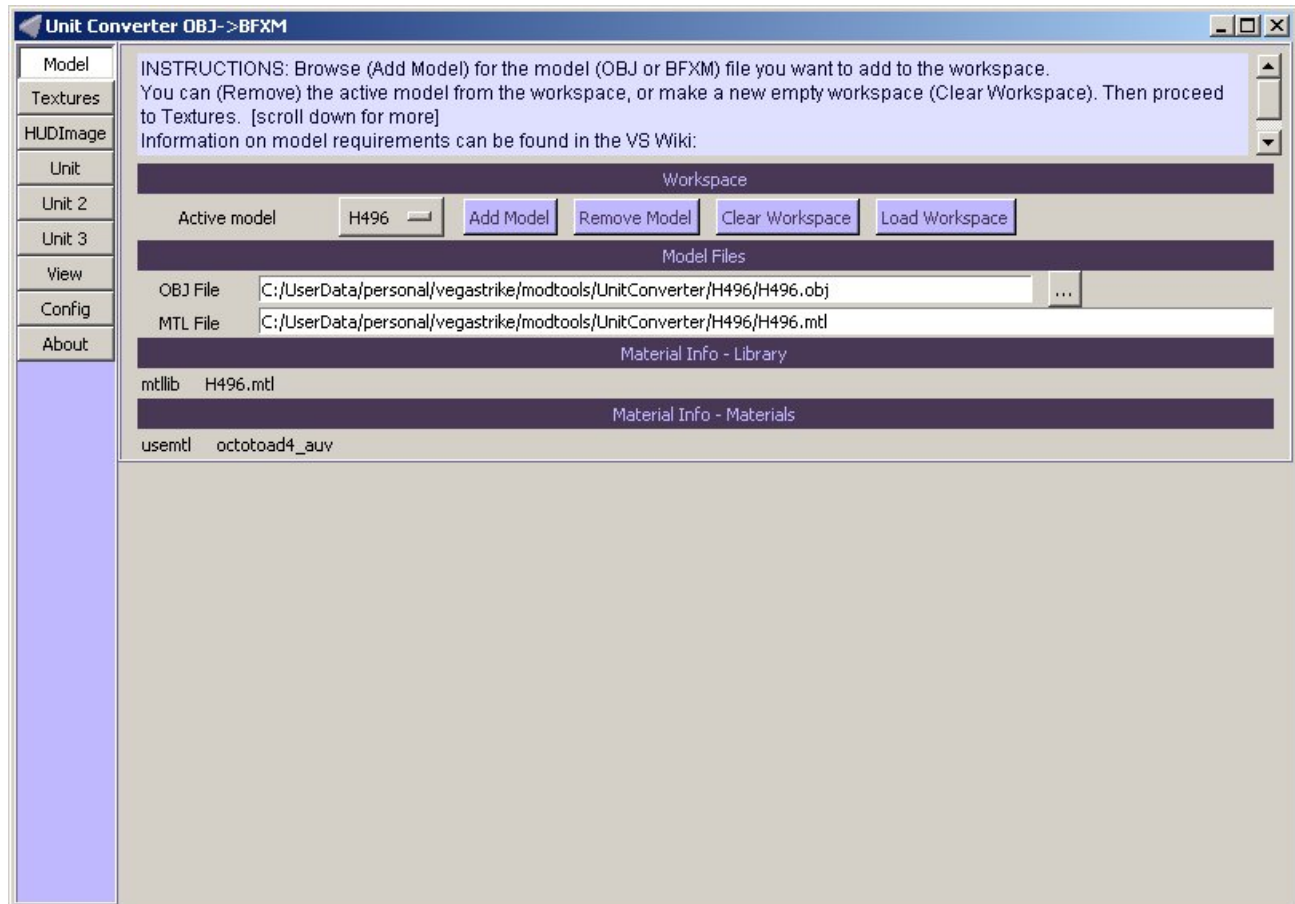 Unit Converter OBJ->BFXM
Model
Textures
HUDImage
Unit
Unit 2
Unit 3
View
Config
About
INSTRUCTIONS: Browse (Add Model) for the model (OBJ or BFXM) file you want to add to the workspace.
You can (Remove) the active model from the workspace, or make a new empty workspace (Clear Workspace). Then proceed
to Textures. [scroll down for more]
Information on model requirements can be found in the VS Wiki:
Workspace
Active model H496 Add Model Remove Model Clear Workspace Load Workspace
Model Files
OBJ File C:/UserData/personal/vegastrike/modtools/UnitConverter/H496/H496.obj ...
MTL File C:/UserData/personal/vegastrike/modtools/UnitConverter/H496/H496.mtl
Material Info - Library
mtllib H496.mtl
Material Info - Materials
usemtl octotoad4_auv